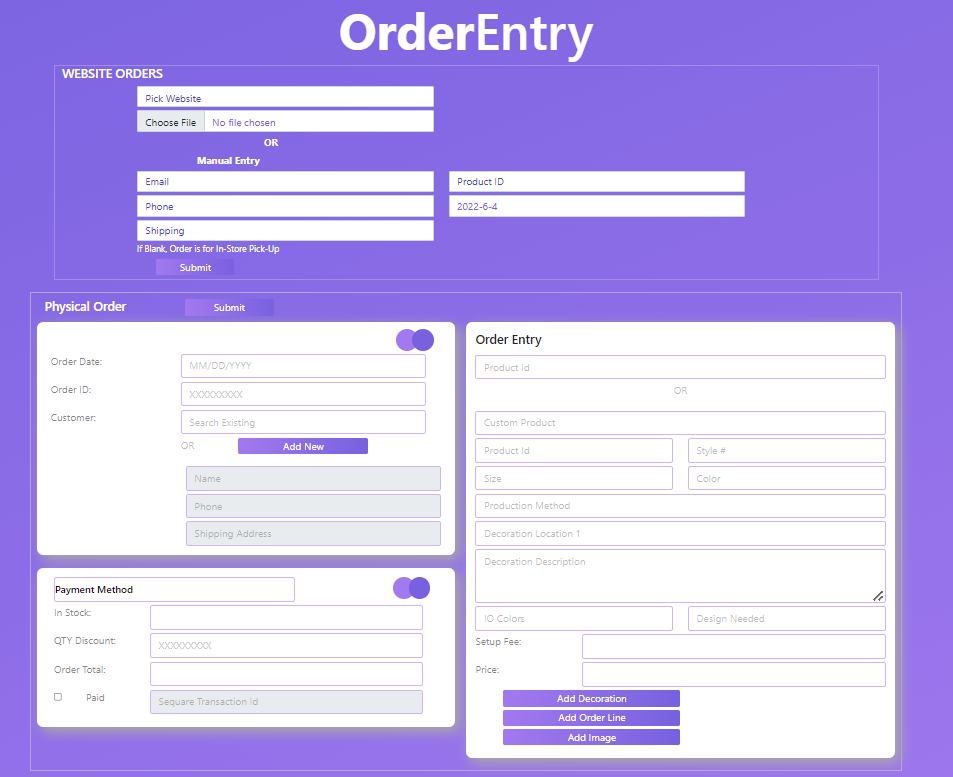 OrderEntry
WEBSITE ORDERS
Pick Website
Choose File No file chosen
OR
Manual Entry
Email Product ID
Phone 2022-6-4
Shipping
If Blank, Order is for In-Store Pick-Up
Submit
Physical Order Submit
Order Date: MM/DD/YYYY
Order ID: XXXXXXXXX
Customer: Search Existing
OR Add New
Name
Phone
Shipping Address
Payment Method
In Stock:
QTY Discount: XXXXXXXXX
Order Total:
Paid Sequare Transaction Id
Order Entry
Product Id
OR
Custom Product
Product Id Style #
Size Color
Production Method
Decoration Location 1
Decoration Description
IO Colors Design Needed
Setup Fee:
Price:
Add Decoration
Add Order Line
Add Image